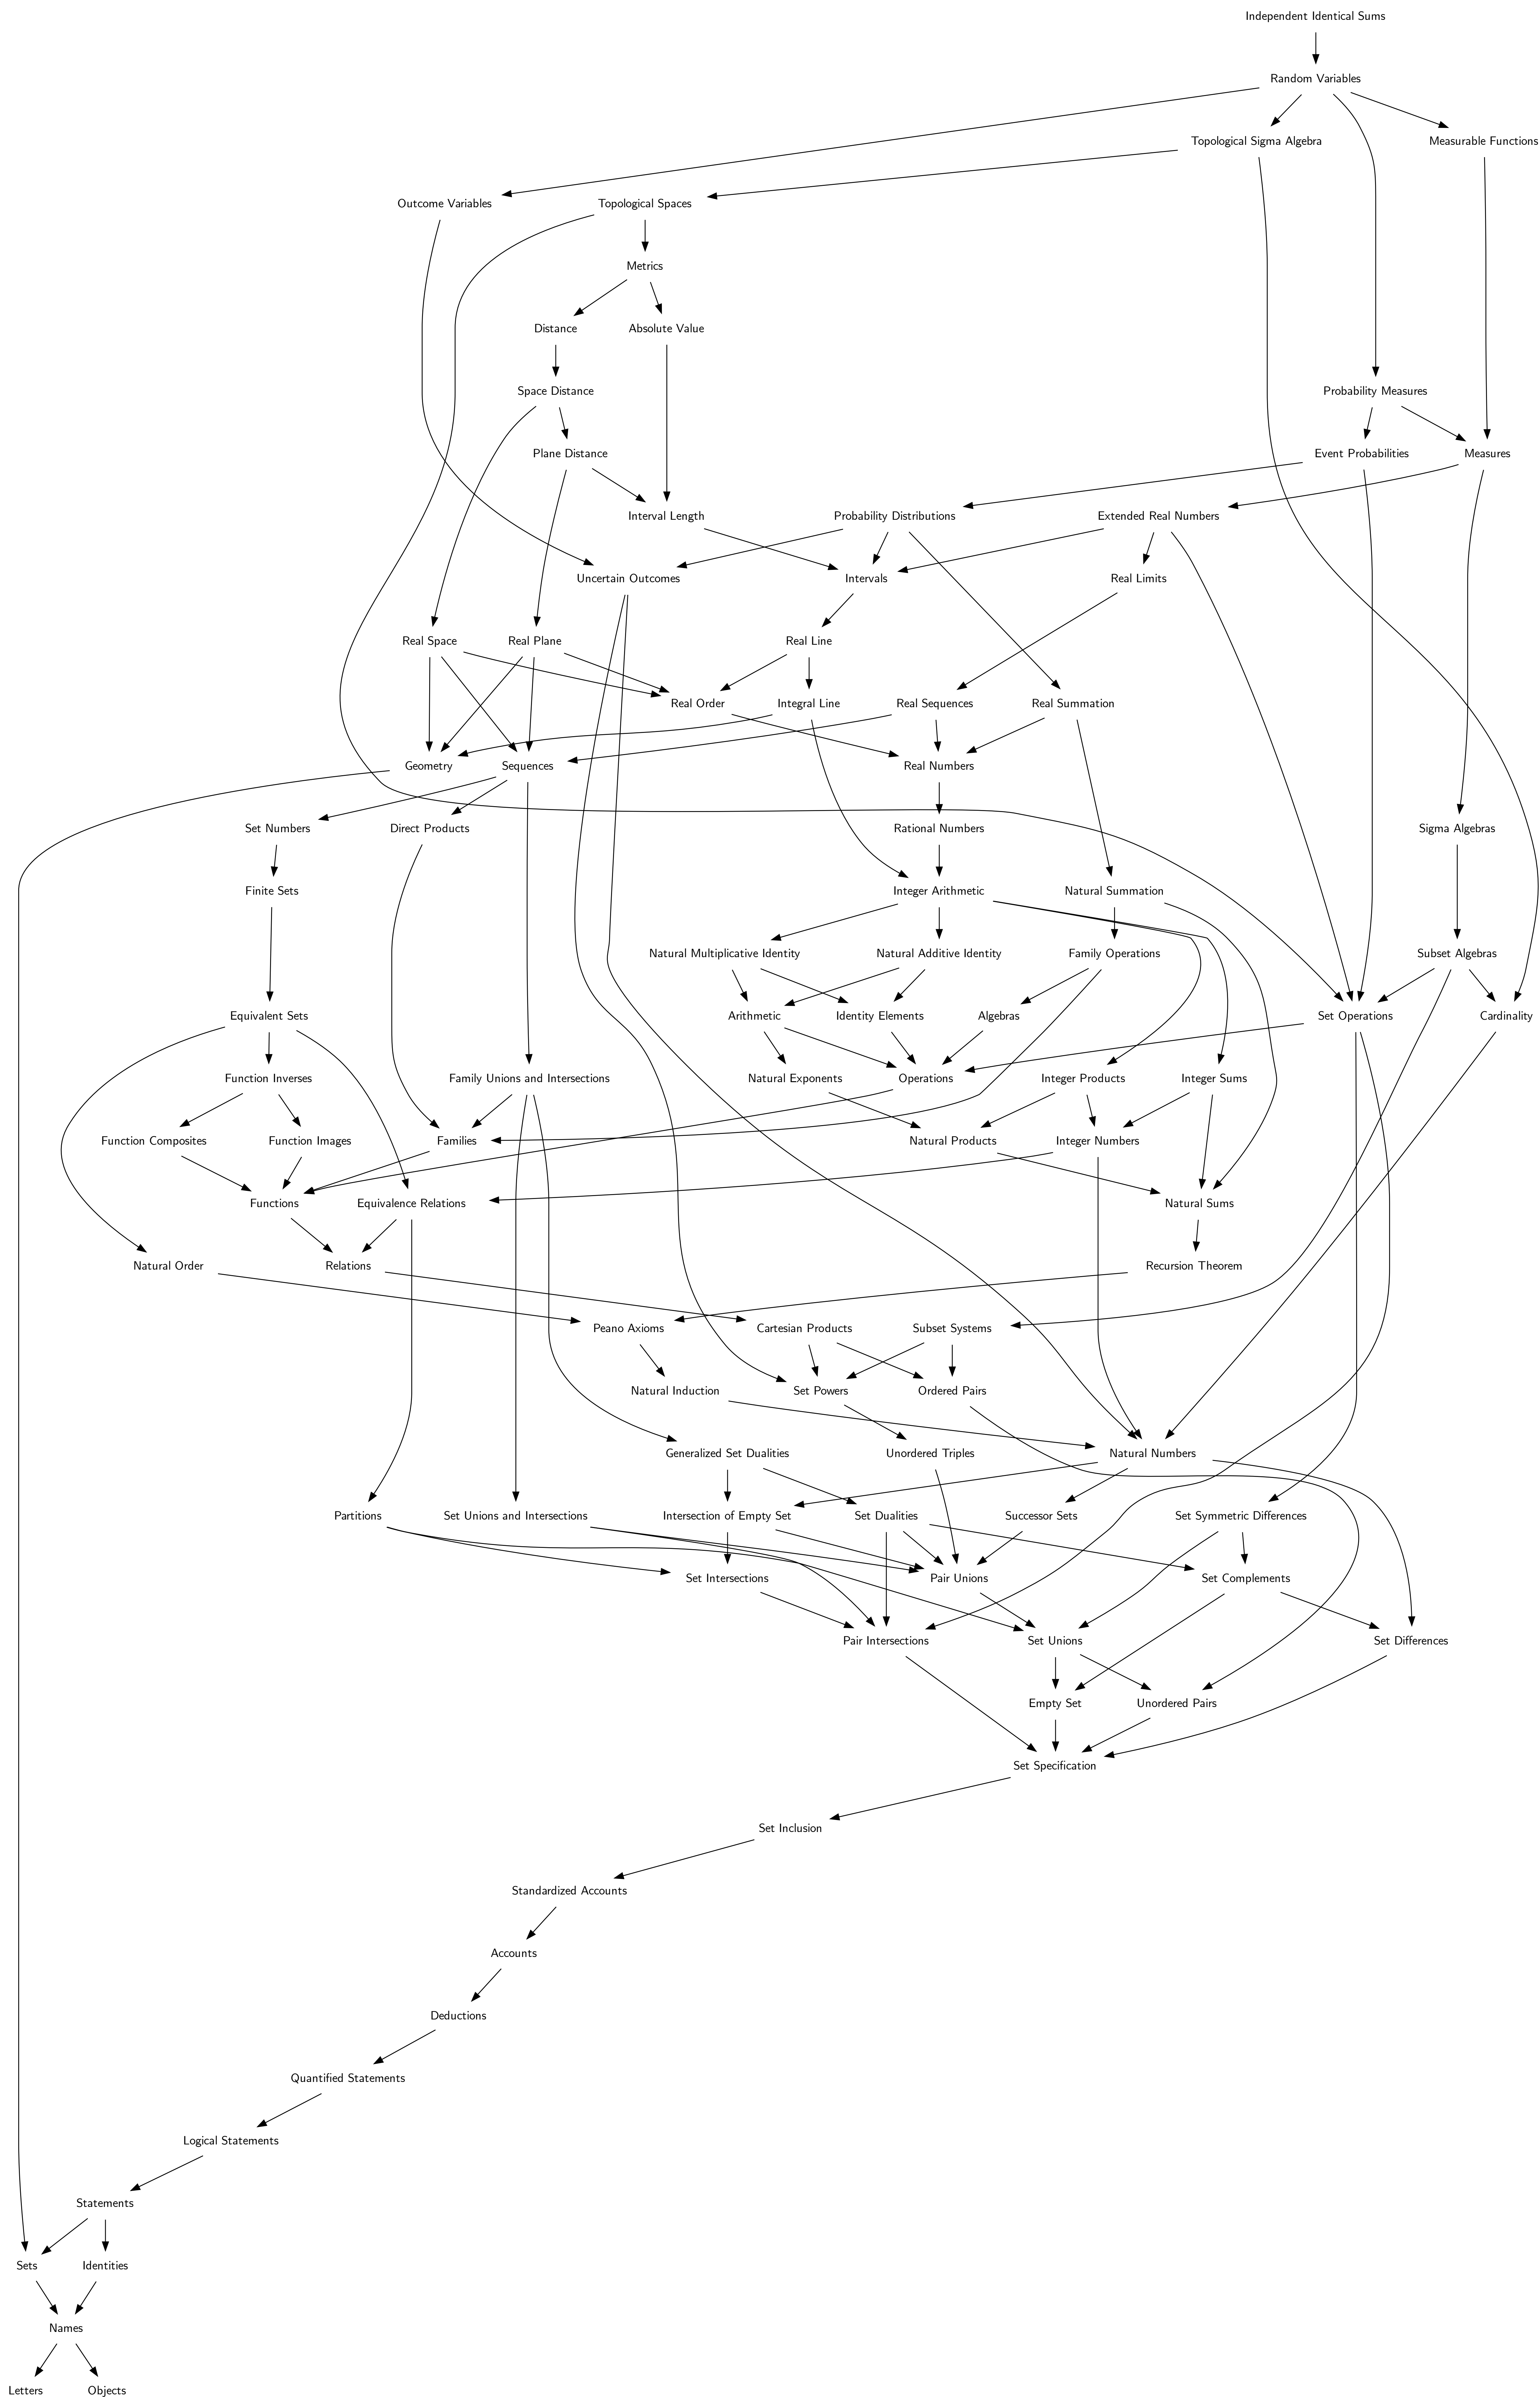 Independent Identical Sums
Random Variables
Topological Sigma Algebra
Measurable Functions
Outcome Variables
Topological Spaces
Metrics
Distance
Absolute Value
Space Distance
Probability Measures
Plane Distance
Event Probabilities
Measures
Interval Length
Probability Distributions
Extended Real Numbers
Uncertain Outcomes
Intervals
Real Limits
Real Space
Real Plane
Real Line
Real Order
Integral Line
Real Sequences
Real Summation
Geometry
Sequences
Real Numbers
Set Numbers
Direct Products
Rational Numbers
Sigma Algebras
Finite Sets
Integer Arithmetic
Natural Summation
Natural Multiplicative Identity
Natural Additive Identity
Family Operations
Subset Algebras
Equivalent Sets
Arithmetic
Identity Elements
Algebras
Set Operations
Cardinality
Function Inverses
Family Unions and Intersections
Natural Exponents
Operations
Integer Products
Integer Sums
Function Composites
Function Images
Families
Natural Products
Integer Numbers
Functions
Equivalence Relations
Natural Sums
Natural Order
Relations
Recursion Theorem
Peano Axioms
Cartesian Products
Subset Systems
Natural Induction
Set Powers
Ordered Pairs
Generalized Set Dualities
Unordered Triples
Natural Numbers
Partitions
Set Unions and Intersections
Intersection of Empty Set
Set Dualities
Successor Sets
Set Symmetric Differences
Set Intersections
Pair Unions
Set Complements
Pair Intersections
Set Unions
Set Differences
Empty Set
Unordered Pairs
Set Specification
Set Inclusion
Standardized Accounts
Accounts
Deductions
Quantified Statements
Logical Statements
Statements
Sets
Identities
Names
Letters
Objects